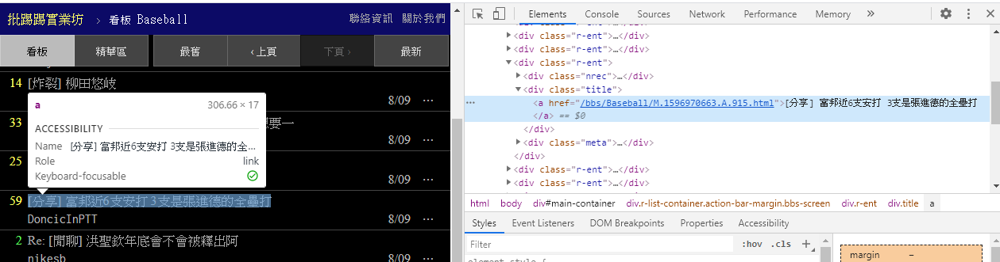 批踢踢實業坊 › 看板 Baseball 聯絡資訊 關於我們
看板 精華區 最舊 ‹ 上頁 下頁 › 最新
14 [炸裂] 柳田悠岐
8/09 ⋯
a 306.66 × 17
ACCESSIBILITY
Name [分享] 富邦近6支安打 3支是張進德的全...
Role link
Keyboard-focusable
33 想要一
8/09 ⋯
25
8/09 ⋯
59 [分享] 富邦近6支安打 3支是張進德的全壘打
DoncicInPTT 8/09 ⋯
2 Re: [閒聊] 洪聖欽年底會不會被釋出阿
nikesb 8/09 ⋯
Elements Console Sources Network Performance Memory »
<div class="r-ent">…</div>
<div class="r-ent">…</div>
<div class="r-ent">…</div>
<div class="r-ent">
<div class="nrec">…</div>
<div class="title">
<a href="/bbs/Baseball/M.1596970663.A.915.html">[分享] 富邦近6支安打 3支是張進德的全壘打
</a> == $0
</div>
<div class="meta">…</div>
</div>
<div class="r-ent">…</div>
<div class="r-ent">…</div>
html body div#main-container div.r-list-container.action-bar-margin.bbs-screen div.r-ent div.title a
Styles Event Listeners DOM Breakpoints Properties Accessibility
Filter :hov .cls +
element.style {
margin –